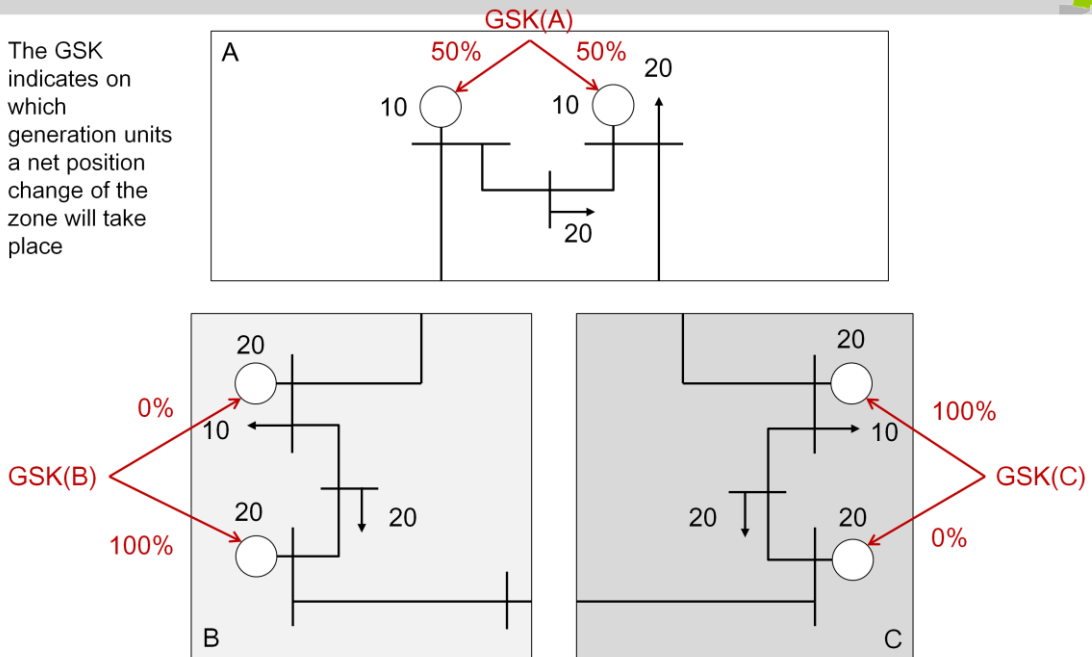 GSK(A)
The GSK
indicates on
which
generation units
a net position
change of the
zone will take
place
A
50% 50%
20
10 10
20
20 20
0% 100%
10 10
GSK(B) GSK(C)
20 20 20 20
100% 0%
B C